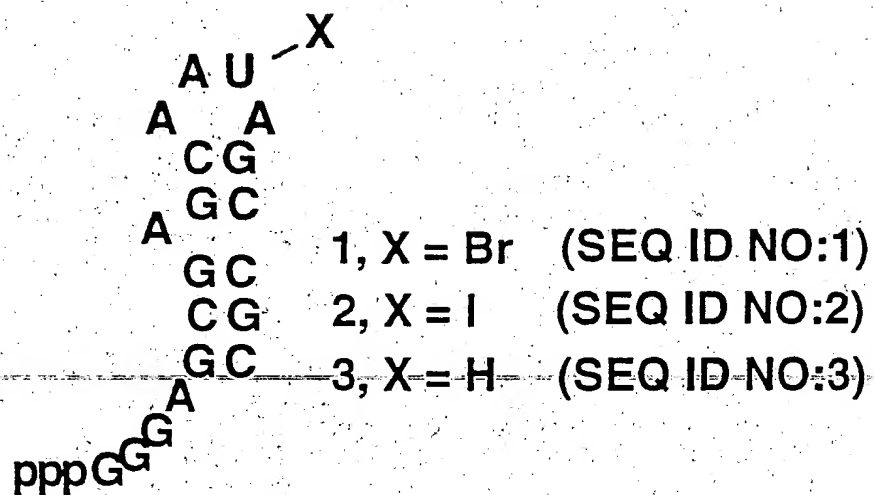 X
A U
A A
C G
G C
A
G C
C G
G C
A
G
G
pppG
1, X = Br (SEQ ID NO:1)
2, X = I (SEQ ID NO:2)
3, X = H (SEQ ID NO:3)